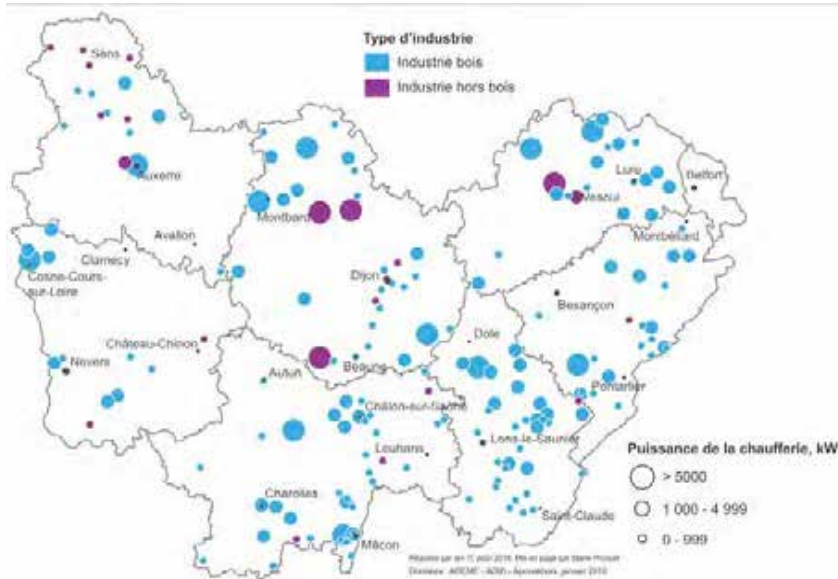 Type d'industrie
Industrie bois
Industrie hors bois
Sens
Auxerre
Avallon
Clamecy
Cosne-Cours-
sur-Loire
Château-Chinon
Nevers
Montbard
Dijon
Beaune
Autun
Châlon-sur-Saône
Louhans
Charolles
Mâcon
Lure
Belfort
Vesoul
Montbéliard
Besançon
Dole
Pontarlier
Lons-le-Saunier
Saint-Claude
Puissance de la chaufferie, kW
> 5000
1 000 - 4 999
0 - 999